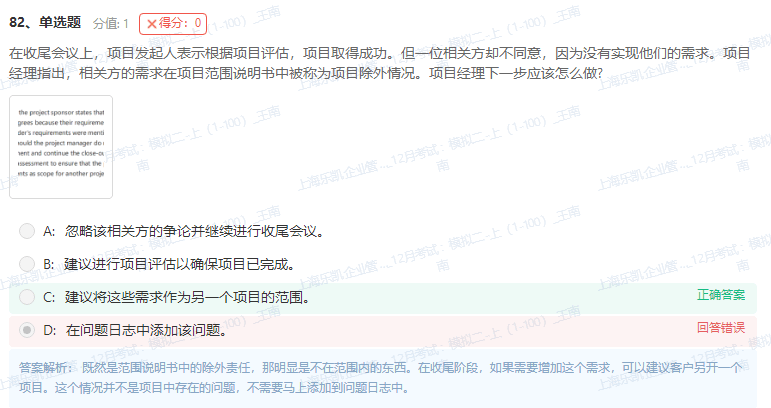 82、单选题 分值: 1 ×得分：0
在收尾会议上，项目发起人表示根据项目评估，项目取得成功。但一位相关方却不同意，因为没有实现他们的需求。项目
经理指出，相关方的需求在项目范围说明书中被称为项目除外情况。项目经理下一步应该怎么做?
the project sponsor states that
grees because their requireme
der's requirements were menti
ould the project manager do
ment and continue the close-ou
ssessment to ensure that the
nts as scope for another proje
A: 忽略该相关方的争论并继续进行收尾会议。
B: 建议进行项目评估以确保项目已完成。
C: 建议将这些需求作为另一个项目的范围。 正确答案
D: 在问题日志中添加该问题。 回答错误
答案解析： 既然是范围说明书中的除外责任，那明显是不在范围内的东西。在收尾阶段，如果需要增加这个需求，可以建议客户另开一个
项目。这个情况并不是项目中存在的问题，不需要马上添加到问题日志中。
上海乐凯企业管...12月考试：模拟二-上（1-100）_王南